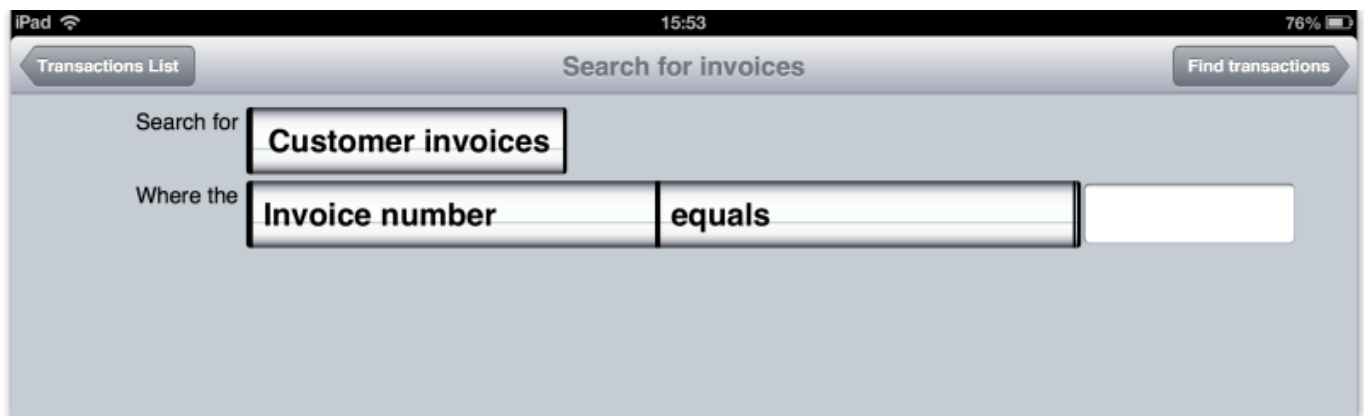 iPad 15:53 76%
Transactions List Search for invoices Find transactions
Search for Customer invoices
Where the Invoice number equals